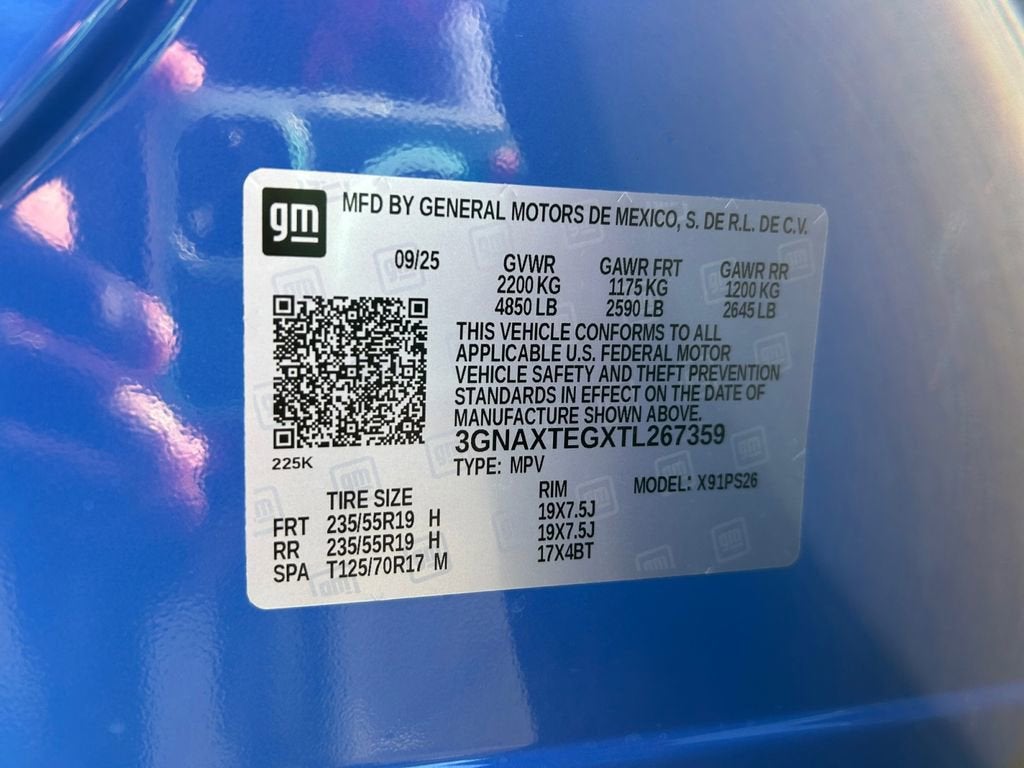 gm
MFD BY GENERAL MOTORS DE MEXICO, S. DE R.L. DE C.V.
09/25 GVWR GAWR FRT GAWR RR
2200 KG 1175 KG 1200 KG
4850 LB 2590 LB 2645 LB
THIS VEHICLE CONFORMS TO ALL
APPLICABLE U.S. FEDERAL MOTOR
VEHICLE SAFETY AND THEFT PREVENTION
STANDARDS IN EFFECT ON THE DATE OF
MANUFACTURE SHOWN ABOVE.
3GNAXTEGXTL267359
225K
TYPE: MPV MODEL: X91PS26
TIRE SIZE RIM
FRT 235/55R19 H 19X7.5J
RR 235/55R19 H 19X7.5J
SPA T125/70R17 M 17X4BT